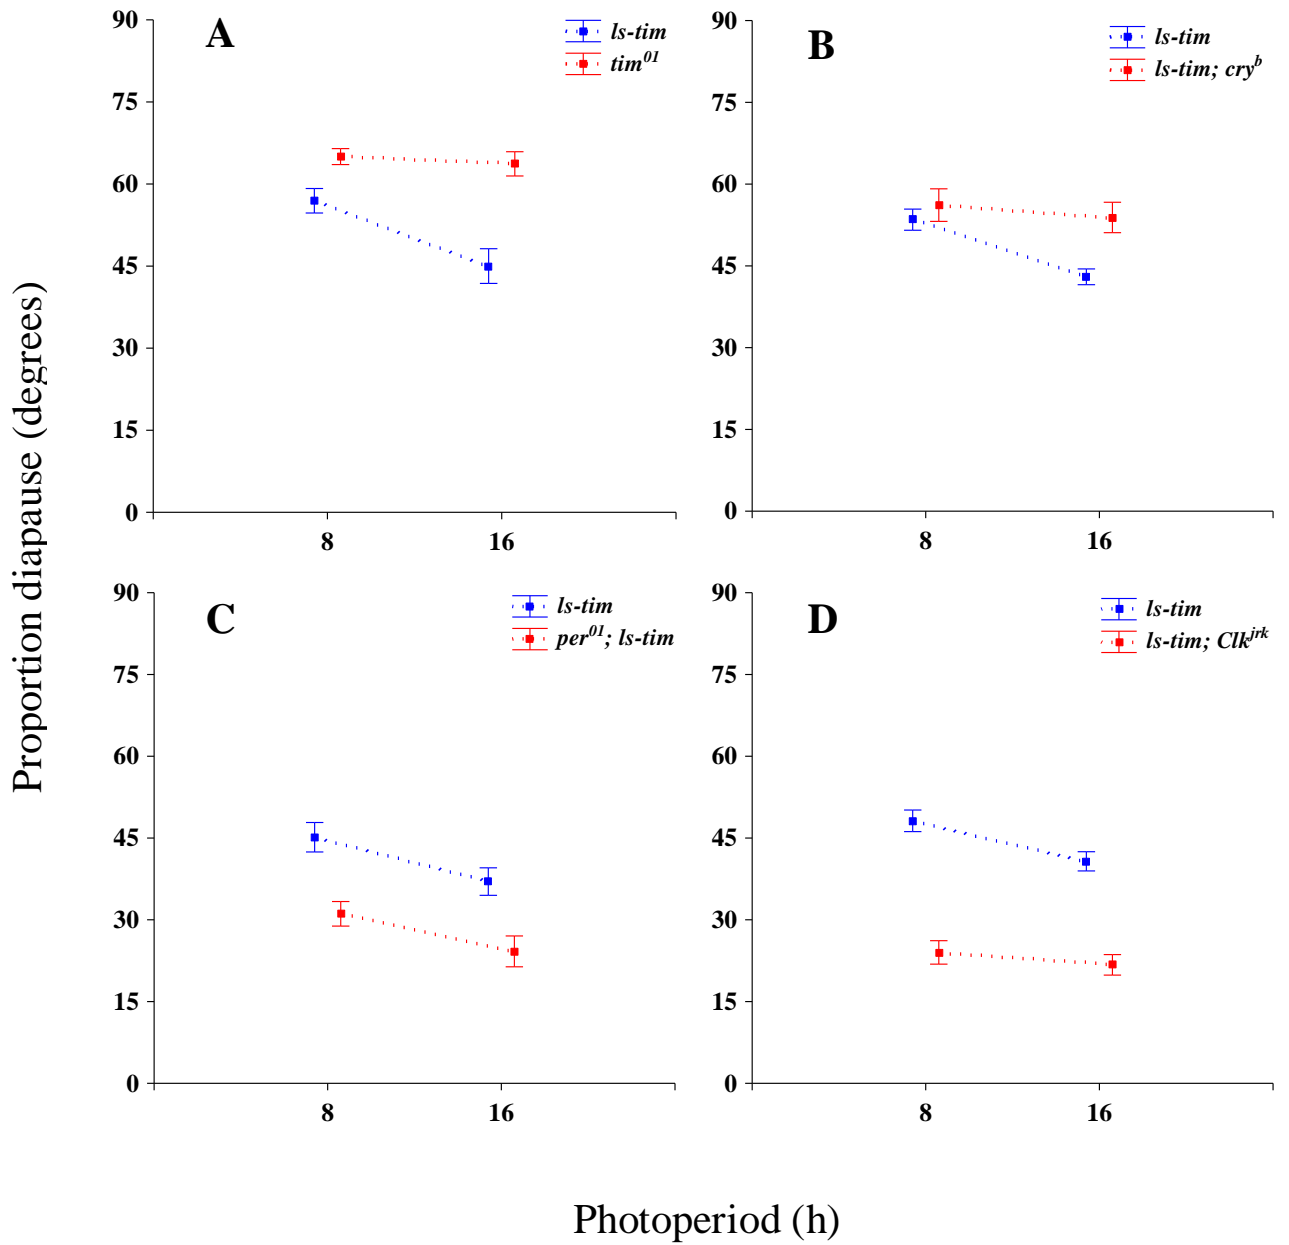 Proportion diapause (degrees)
A
ls-tim
tim01
90
75
60
45
30
15
0
8 16
B
ls-tim
ls-tim; cryb
90
75
60
45
30
15
0
8 16
C
ls-tim
per01; ls-tim
90
75
60
45
30
15
0
8 16
D
ls-tim
ls-tim; Clkjrk
90
75
60
45
30
15
0
8 16
Photoperiod (h)